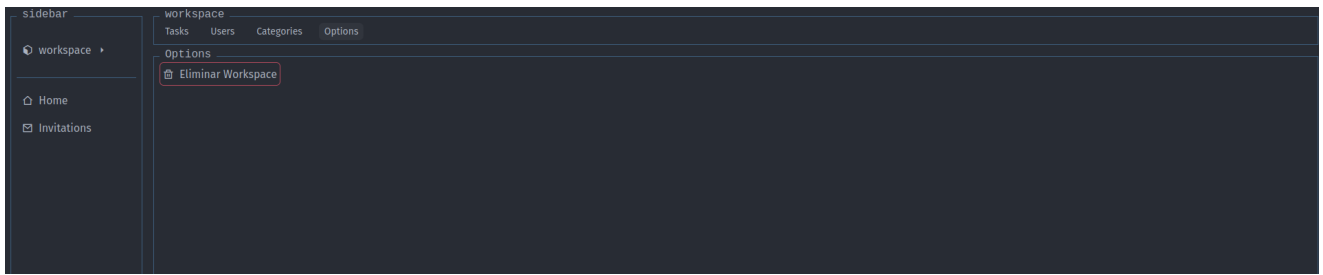 sidebar
workspace
Home
Invitations
workspace
Tasks Users Categories Options
Options
Eliminar Workspace